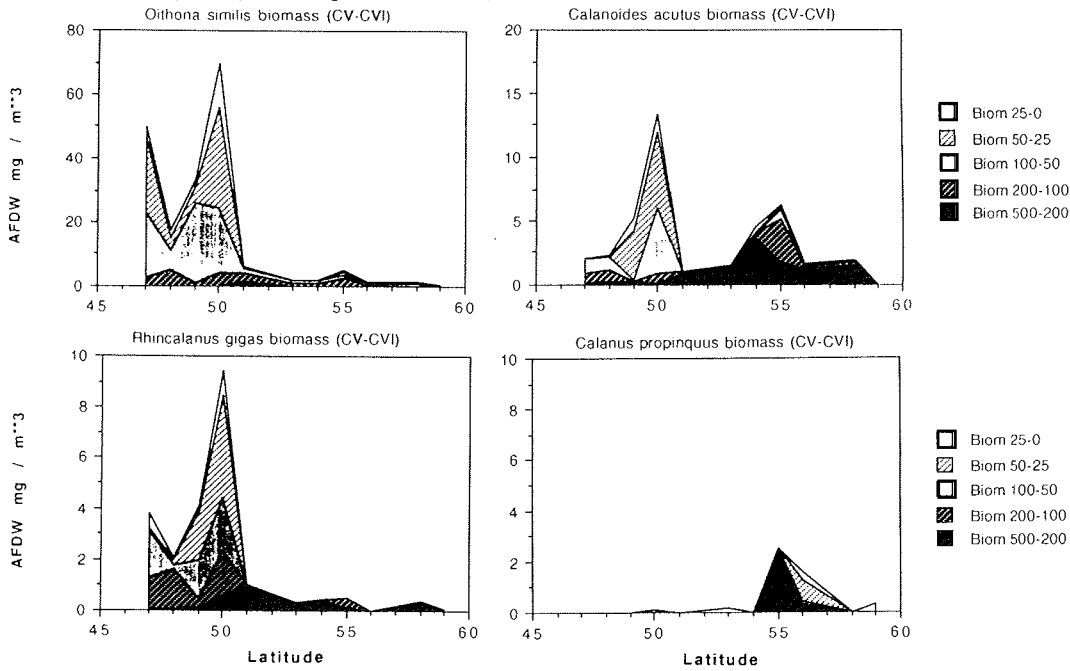 Oithona similis biomass (CV-CVI)
80
60
40
20
0
AFDW mg / m**3
45 50 55 60
Calanoides acutus biomass (CV-CVI)
20
15
10
5
0
45 50 55 60
Biom 25-0
Biom 50-25
Biom 100-50
Biom 200-100
Biom 500-200
Rhincalanus gigas biomass (CV-CVI)
10
8
6
4
2
0
AFDW mg / m**3
45 50 55 60
Latitude
Calanus propinquus biomass (CV-CVI)
10
8
6
4
2
0
45 50 55 60
Latitude
Biom 25-0
Biom 50-25
Biom 100-50
Biom 200-100
Biom 500-200